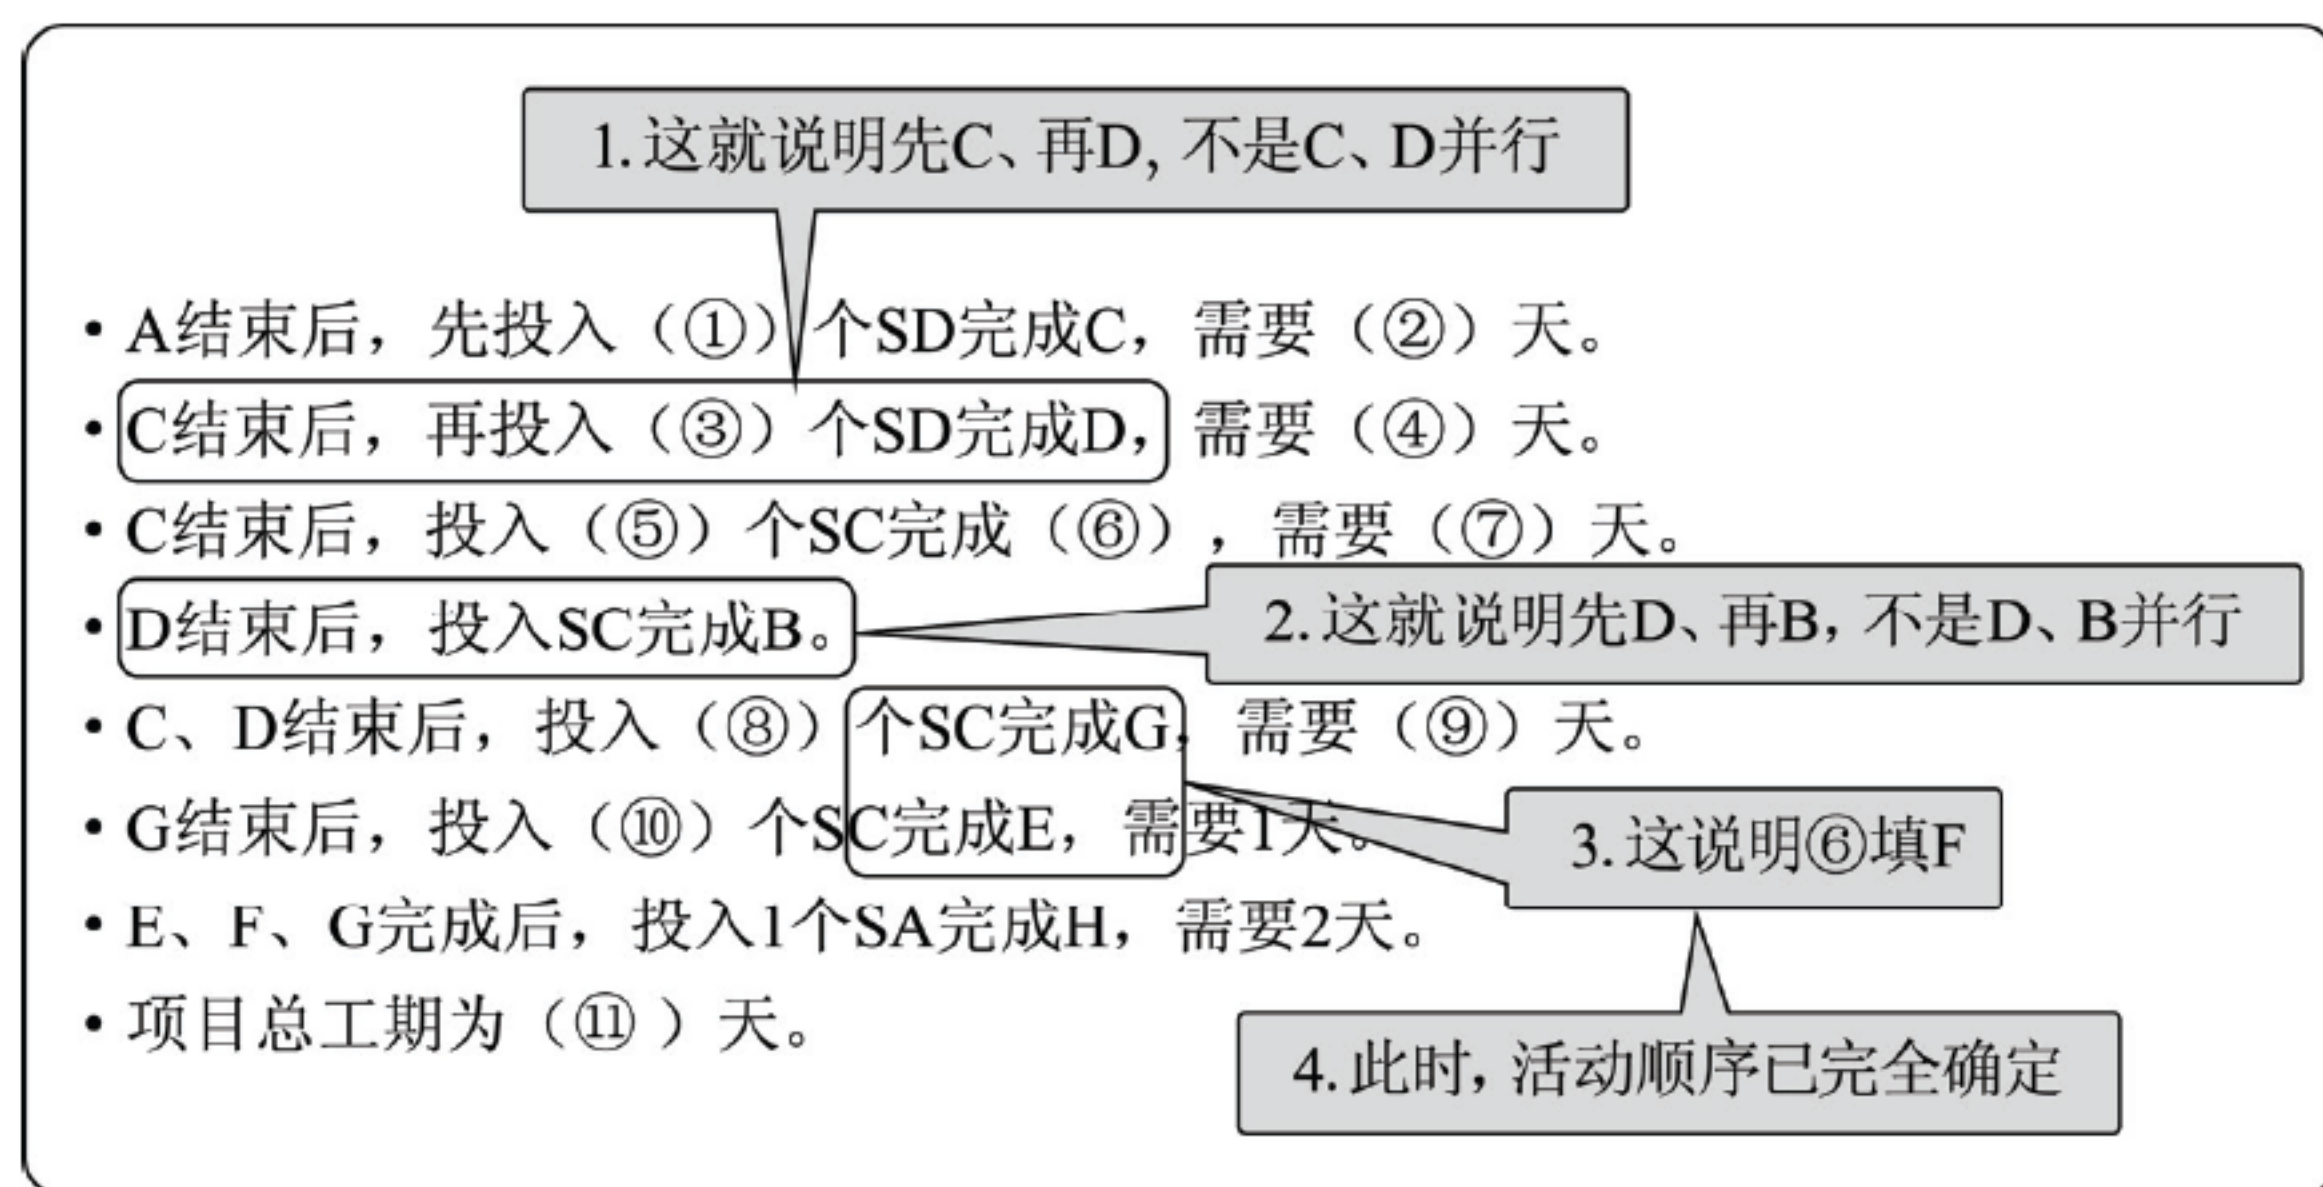 1. 这就说明先C、再D, 不是C、D并行
• A结束后，先投入（①）个SD完成C，需要（②）天。
• C结束后，再投入（③）个SD完成D，需要（④）天。
• C结束后，投入（⑤）个SC完成（⑥），需要（⑦）天。
• D结束后，投入SC完成B。
2. 这就说明先D、再B, 不是D、B并行
• C、D结束后，投入（⑧）个SC完成G，需要（⑨）天。
• G结束后，投入（⑩）个SC完成E，需要1天。
3. 这说明⑥填F
• E、F、G完成后，投入1个SA完成H，需要2天。
• 项目总工期为（⑪）天。
4. 此时, 活动顺序已完全确定